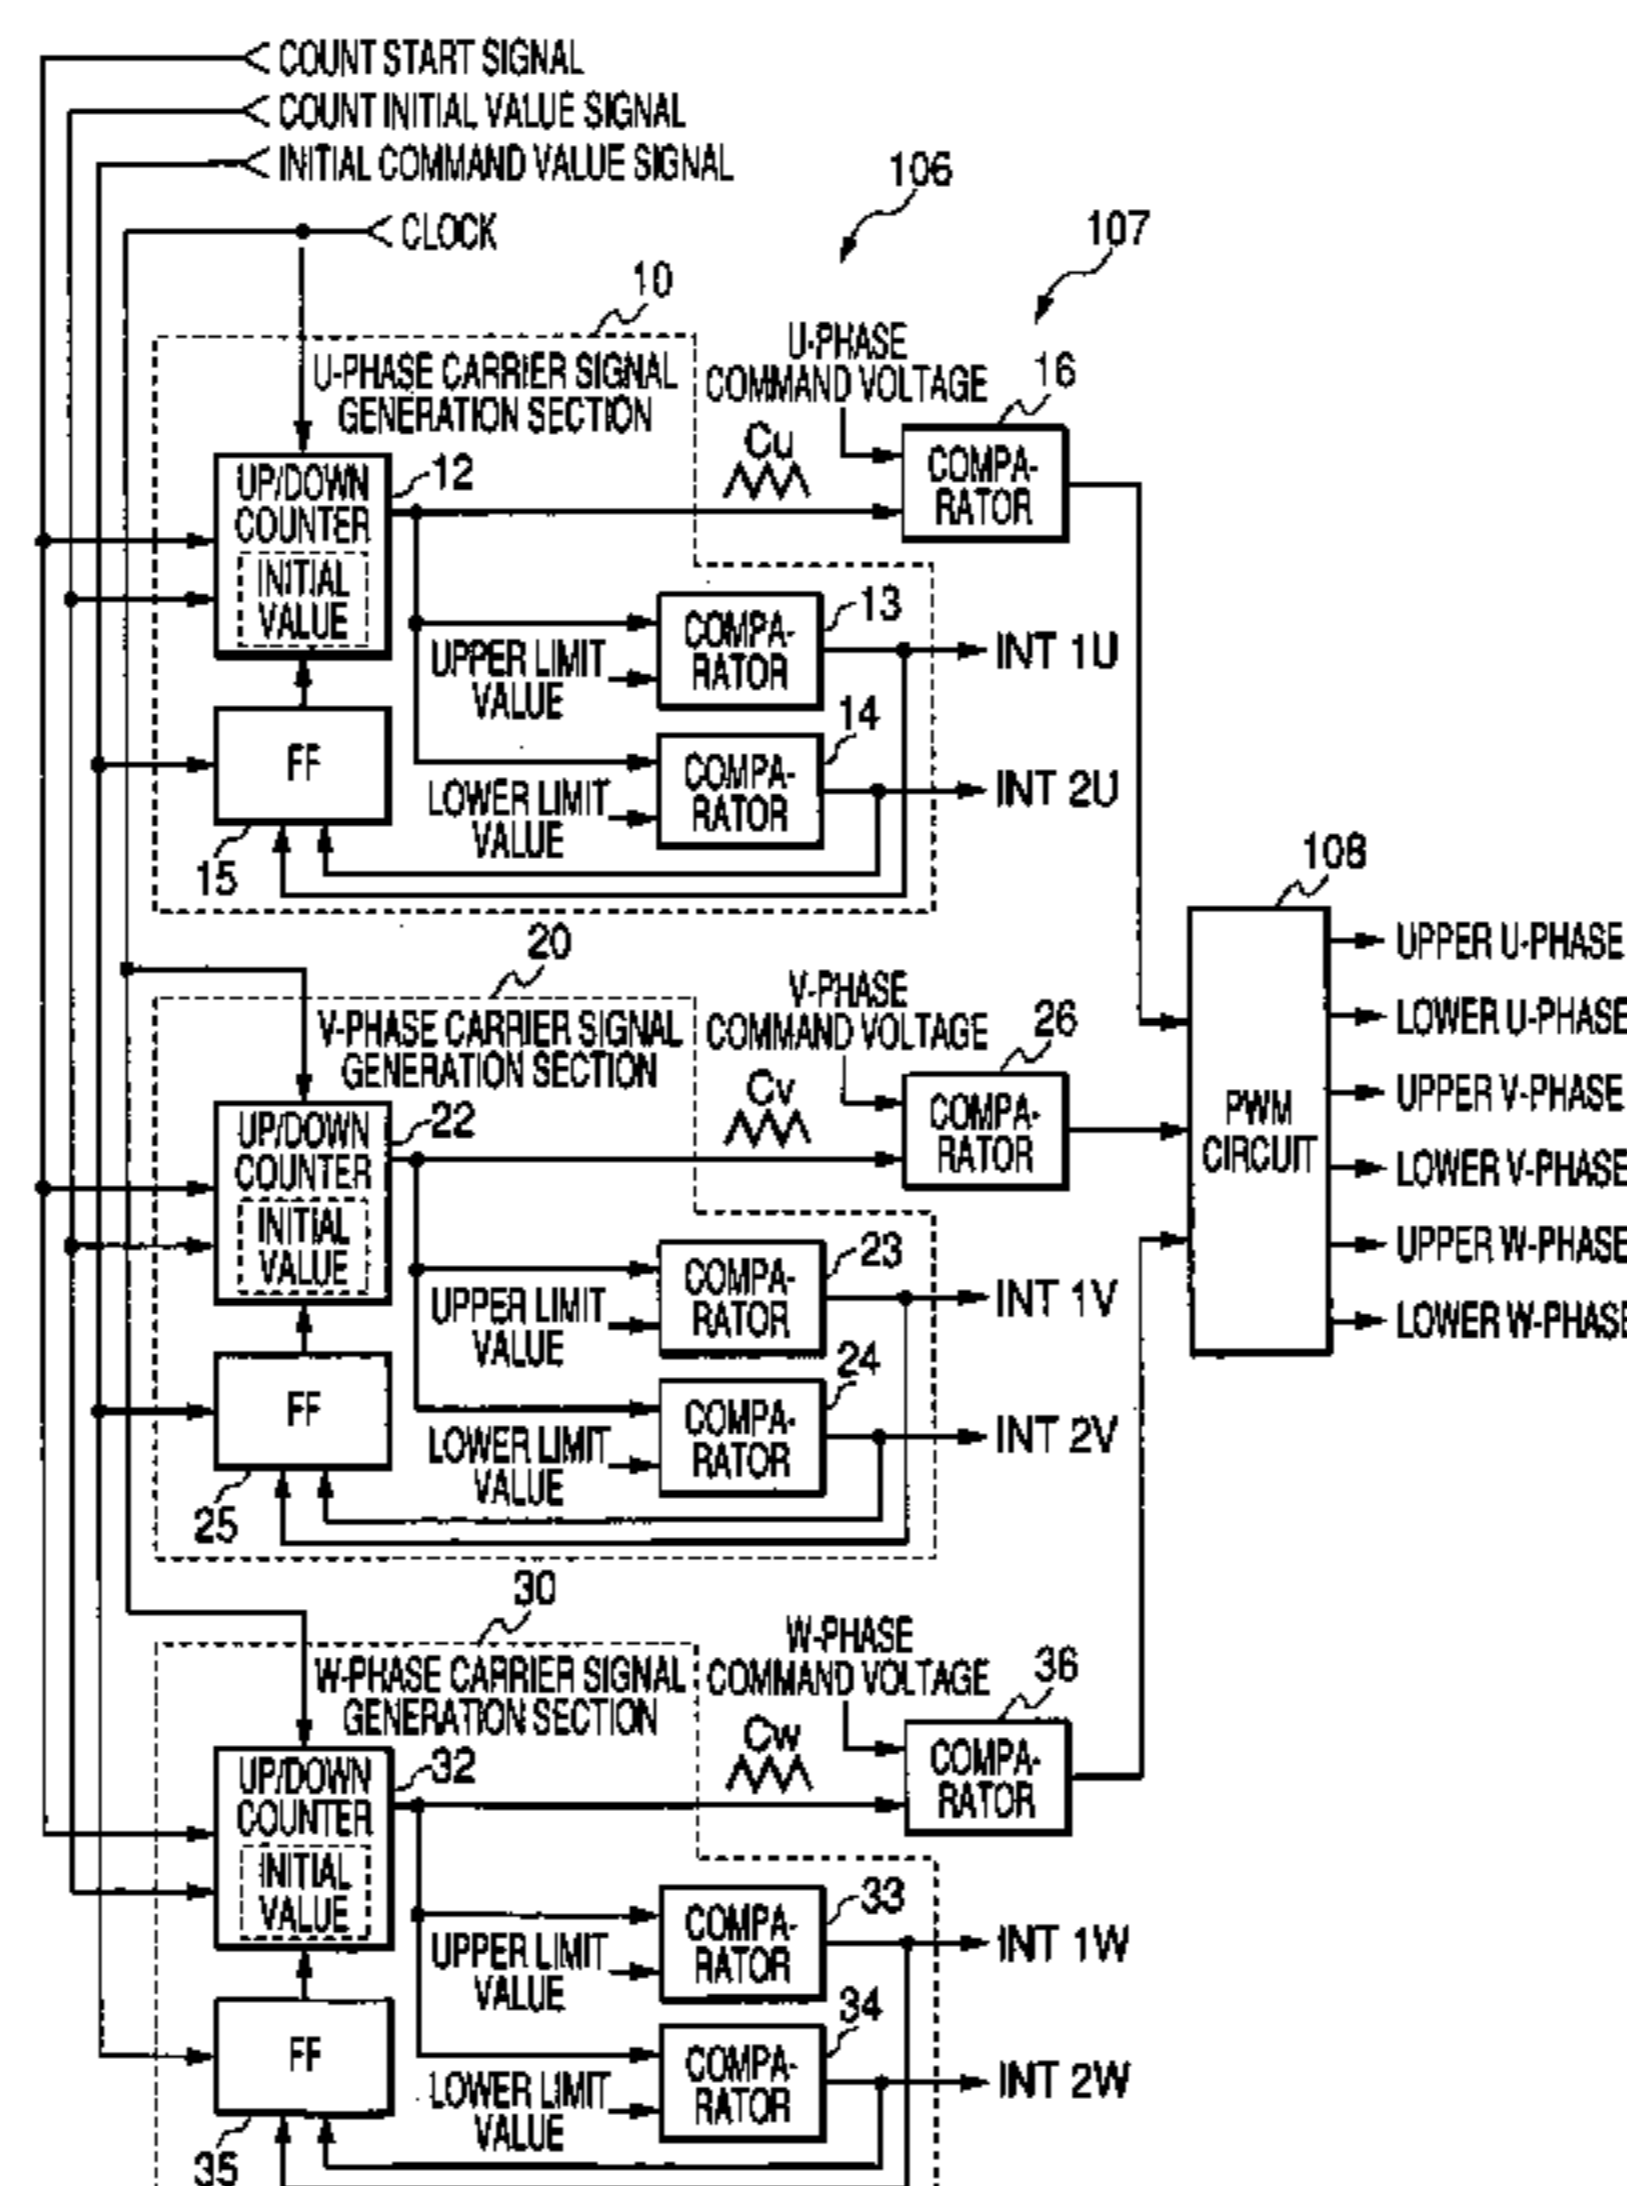 COUNT START SIGNAL
COUNT INITIAL VALUE SIGNAL
INITIAL COMMAND VALUE SIGNAL
CLOCK
106
107
10
U-PHASE CARRIER SIGNAL
GENERATION SECTION
U-PHASE
COMMAND VOLTAGE
16
Cu
COMPA-
RATOR
UP/DOWN
COUNTER
INITIAL
VALUE
12
COMPA-
RATOR
13
UPPER LIMIT
VALUE
INT 1U
FF
15
COMPA-
RATOR
14
LOWER LIMIT
VALUE
INT 2U
108
PWM
CIRCUIT
UPPER U-PHASE
LOWER U-PHASE
UPPER V-PHASE
LOWER V-PHASE
UPPER W-PHASE
LOWER W-PHASE
20
V-PHASE CARRIER SIGNAL
GENERATION SECTION
V-PHASE
COMMAND VOLTAGE
26
Cv
COMPA-
RATOR
UP/DOWN
COUNTER
INITIAL
VALUE
22
COMPA-
RATOR
23
UPPER LIMIT
VALUE
INT 1V
FF
25
COMPA-
RATOR
24
LOWER LIMIT
VALUE
INT 2V
30
W-PHASE CARRIER SIGNAL
GENERATION SECTION
W-PHASE
COMMAND VOLTAGE
36
Cw
COMPA-
RATOR
UP/DOWN
COUNTER
INITIAL
VALUE
32
COMPA-
RATOR
33
UPPER LIMIT
VALUE
INT 1W
FF
35
COMPA-
RATOR
34
LOWER LIMIT
VALUE
INT 2W